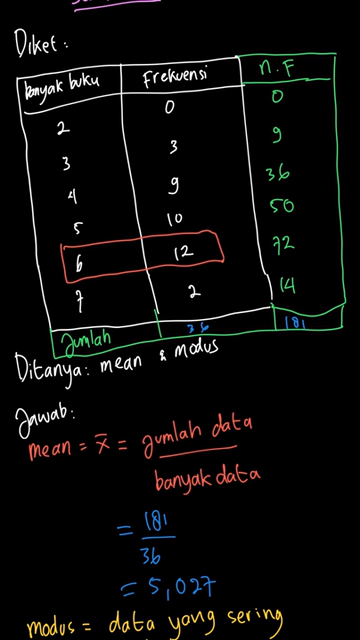 Diket:
banyak buku Frekuensi n.F
2 0 0
3 3 9
4 9 36
5 10 50
6 12 72
7 2 14
Jumlah 36 181
Ditanya: mean & modus
Jawab:
mean = x̄ = jumlah data
banyak data
= 181
36
= 5,027
modus = data yang sering